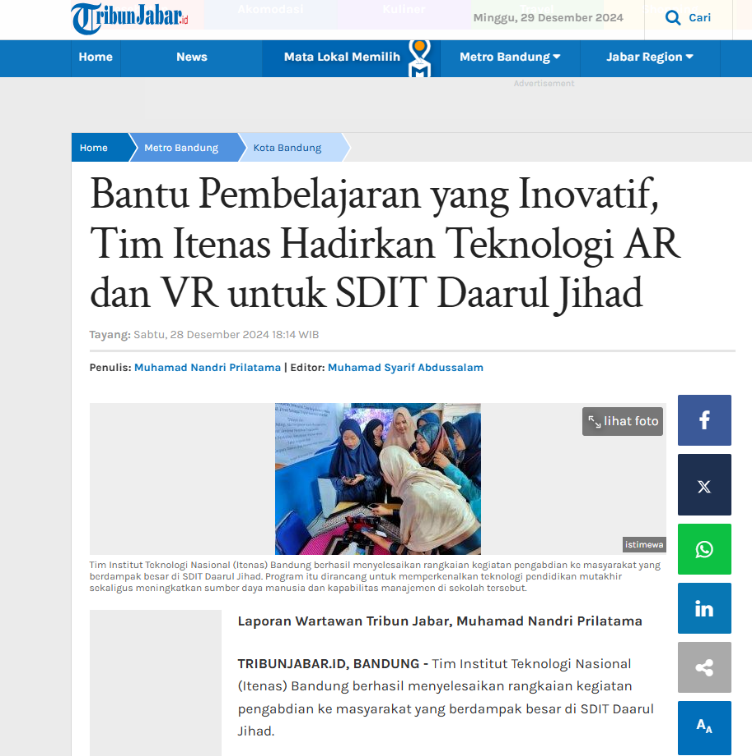 TribunJabar.id
Akomodasi
Kuliner
Minggu, 29 Desember 2024
Cari
Home
News
Mata Lokal Memilih
Metro Bandung
Jabar Region
Advertisement
Home
Metro Bandung
Kota Bandung
Bantu Pembelajaran yang Inovatif,
Tim Itenas Hadirkan Teknologi AR
dan VR untuk SDIT Daarul Jihad
Tayang: Sabtu, 28 Desember 2024 18:14 WIB
Penulis: Muhamad Nandri Prilatama | Editor: Muhamad Syarif Abdussalam
lihat foto
istimewa
Tim Institut Teknologi Nasional (Itenas) Bandung berhasil menyelesaikan rangkaian kegiatan pengabdian ke masyarakat yang
berdampak besar di SDIT Daarul Jihad. Program itu dirancang untuk memperkenalkan teknologi pendidikan mutakhir
sekaligus meningkatkan sumber daya manusia dan kapabilitas manajemen di sekolah tersebut.
Laporan Wartawan Tribun Jabar, Muhamad Nandri Prilatama
TRIBUNJABAR.ID, BANDUNG - Tim Institut Teknologi Nasional
(Itenas) Bandung berhasil menyelesaikan rangkaian kegiatan
pengabdian ke masyarakat yang berdampak besar di SDIT Daarul
Jihad.
AA